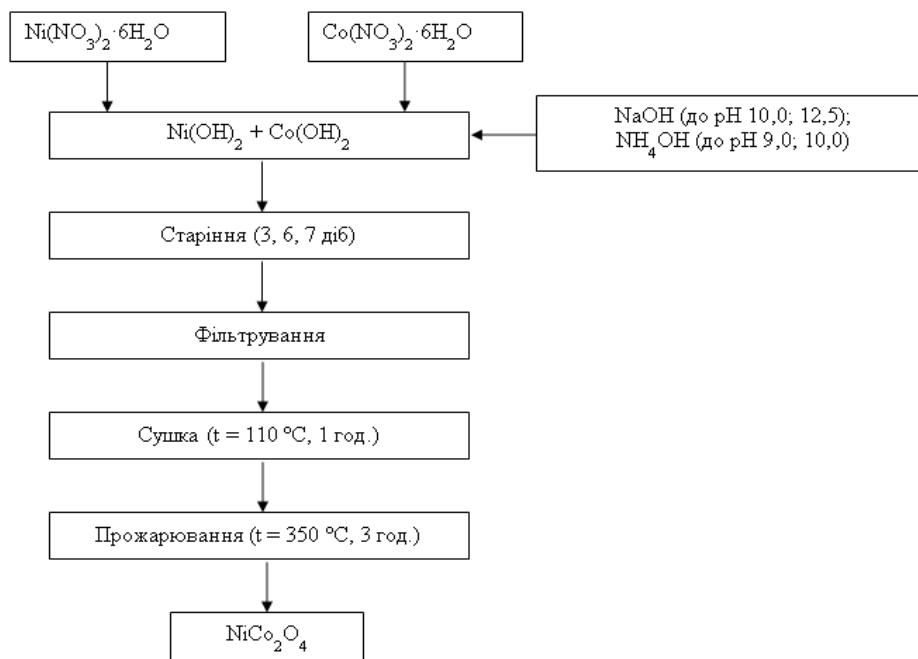 Ni(NO₃)₂·6H₂O
Co(NO₃)₂·6H₂O
Ni(OH)₂ + Co(OH)₂
NaOH (до pH 10,0; 12,5);
NH₄OH (до pH 9,0; 10,0)
Старіння (3, 6, 7 діб)
Фільтрування
Сушка (t = 110 °C, 1 год.)
Прожарювання (t = 350 °C, 3 год.)
NiCo₂O₄